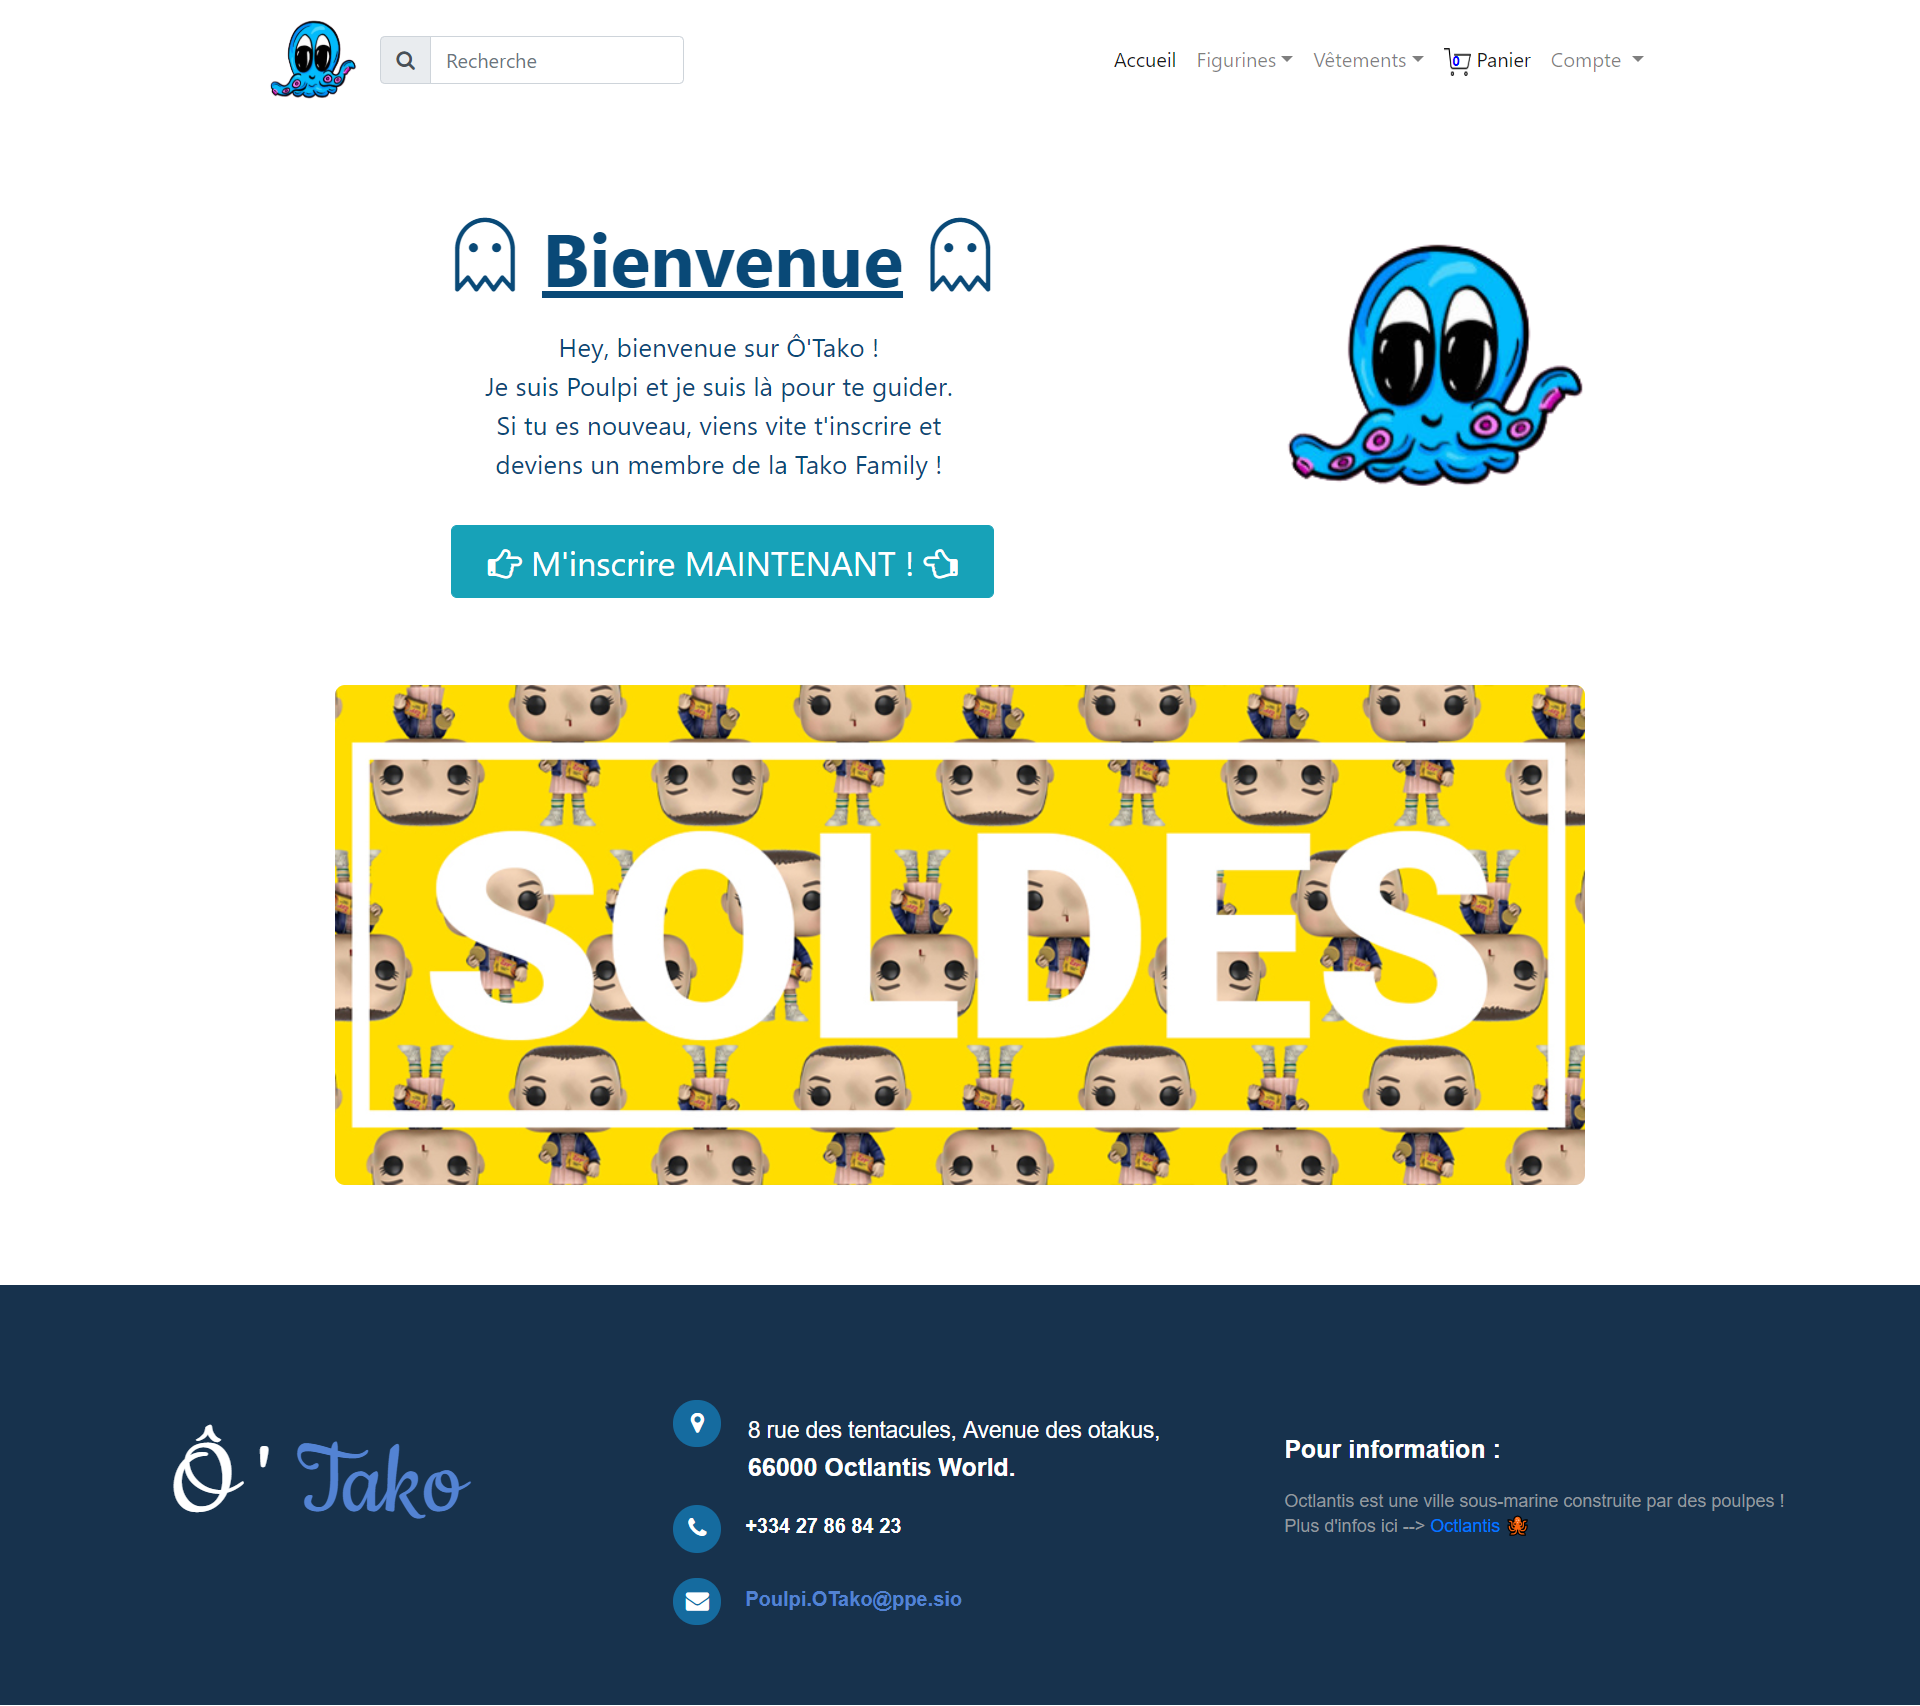 Recherche
Accueil Figurines Vêtements 0 Panier Compte
Bienvenue
Hey, bienvenue sur Ô'Tako !
Je suis Poulpi et je suis là pour te guider.
Si tu es nouveau, viens vite t'inscrire et
deviens un membre de la Tako Family !
M'inscrire MAINTENANT !
SOLDES
Ô ' Tako
8 rue des tentacules, Avenue des otakus,
66000 Octlantis World.
+334 27 86 84 23
Poulpi.OTako@ppe.sio
Pour information :
Octlantis est une ville sous-marine construite par des poulpes !
Plus d'infos ici --> Octlantis